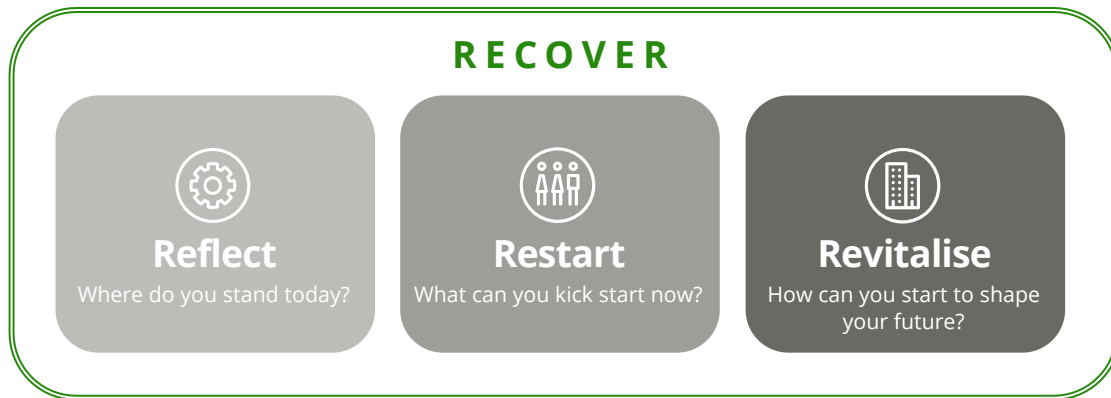 RECOVER
Reflect
Where do you stand today?
Restart
What can you kick start now?
Revitalise
How can you start to shape
your future?